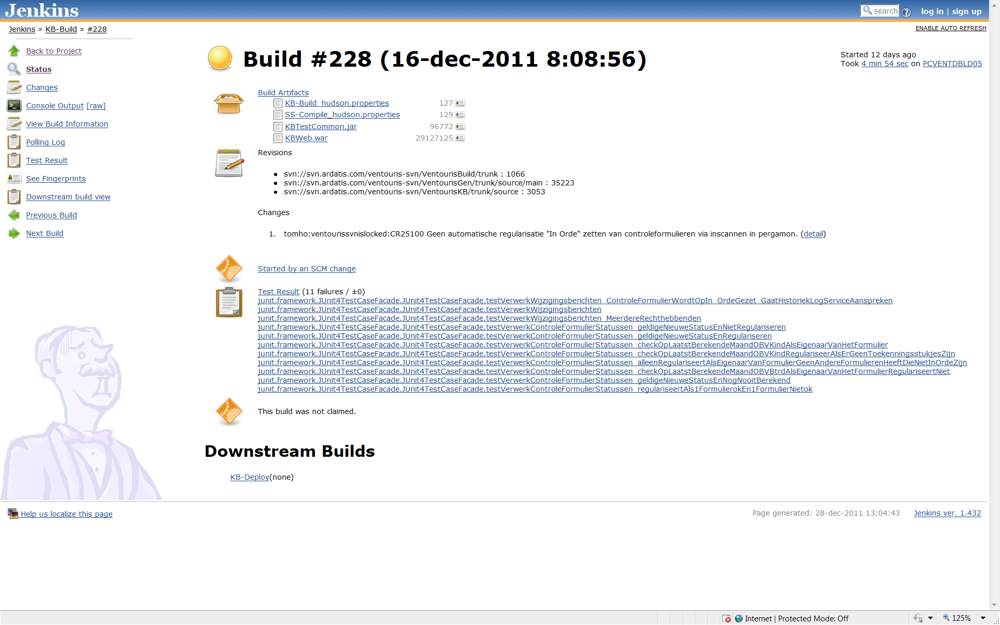 Jenkins
search
log in | sign up
Jenkins » KB-Build » #228
ENABLE AUTO REFRESH
Back to Project
Status
Changes
Console Output [raw]
View Build Information
Polling Log
Test Result
See Fingerprints
Downstream build view
Previous Build
Next Build
Build #228 (16-dec-2011 8:08:56)
Started 12 days ago
Took 4 min 54 sec on PCVENTDBLD05
Build Artifacts
KB-Build_hudson.properties 127
SS-Compile_hudson.properties 129
KBTestCommon.jar 96772
KBWeb.war 29127125
Revisions
• svn://svn.ardatis.com/ventouris-svn/VentourisBuild/trunk : 1066
• svn://svn.ardatis.com/ventouris-svn/VentourisGen/trunk/source/main : 35223
• svn://svn.ardatis.com/ventouris-svn/VentourisKB/trunk/source : 3053
Changes
1. tomho:ventourissvnislocked:CR25100 Geen automatische regularisatie "In Orde" zetten van controleformulieren via inscannen in pergamon. (detail)
Started by an SCM change
Test Result (11 failures / ±0)
junit.framework.JUnit4TestCaseFacade.JUnit4TestCaseFacade.testVerwerkWijzigingsberichten_ControleFormulierWordtOpIn_OrdeGezet_GaatHistoriekLogServiceAanspreken
junit.framework.JUnit4TestCaseFacade.JUnit4TestCaseFacade.testVerwerkWijzigingsberichten
junit.framework.JUnit4TestCaseFacade.JUnit4TestCaseFacade.testVerwerkWijzigingsberichten_MeerdereRechthebbenden
junit.framework.JUnit4TestCaseFacade.JUnit4TestCaseFacade.testVerwerkControleFormulierStatussen_geldigeNieuweStatusEnNietRegulariseren
junit.framework.JUnit4TestCaseFacade.JUnit4TestCaseFacade.testVerwerkControleFormulierStatussen_geldigeNieuweStatusEnRegulariseren
junit.framework.JUnit4TestCaseFacade.JUnit4TestCaseFacade.testVerwerkControleFormulierStatussen_checkOpLaatstBerekendeMaandOBVKindAlsEigenaarVanHetFormulier
junit.framework.JUnit4TestCaseFacade.JUnit4TestCaseFacade.testVerwerkControleFormulierStatussen_checkOpLaatstBerekendeMaandOBVKindRegulariseerAlsErGeenToekenningsstukjesZijn
junit.framework.JUnit4TestCaseFacade.JUnit4TestCaseFacade.testVerwerkControleFormulierStatussen_alleenRegulariseertAlsEigenaarVanFormulierGeenAndereFormulierenHeeftDieNietInOrdeZijn
junit.framework.JUnit4TestCaseFacade.JUnit4TestCaseFacade.testVerwerkControleFormulierStatussen_checkOpLaatstBerekendeMaandOBVBtrdAlsEigenaarVanHetFormulierRegulariseertNiet
junit.framework.JUnit4TestCaseFacade.JUnit4TestCaseFacade.testVerwerkControleFormulierStatussen_geldigeNieuweStatusEnNogNooitBerekend
junit.framework.JUnit4TestCaseFacade.JUnit4TestCaseFacade.testVerwerkControleFormulierStatussen_regulariseertAls1FormulierokEn1FormulierNietok
This build was not claimed.
Downstream Builds
KB-Deploy(none)
Help us localize this page
Page generated: 28-dec-2011 13:04:43 Jenkins ver. 1.432
Internet | Protected Mode: Off
125%